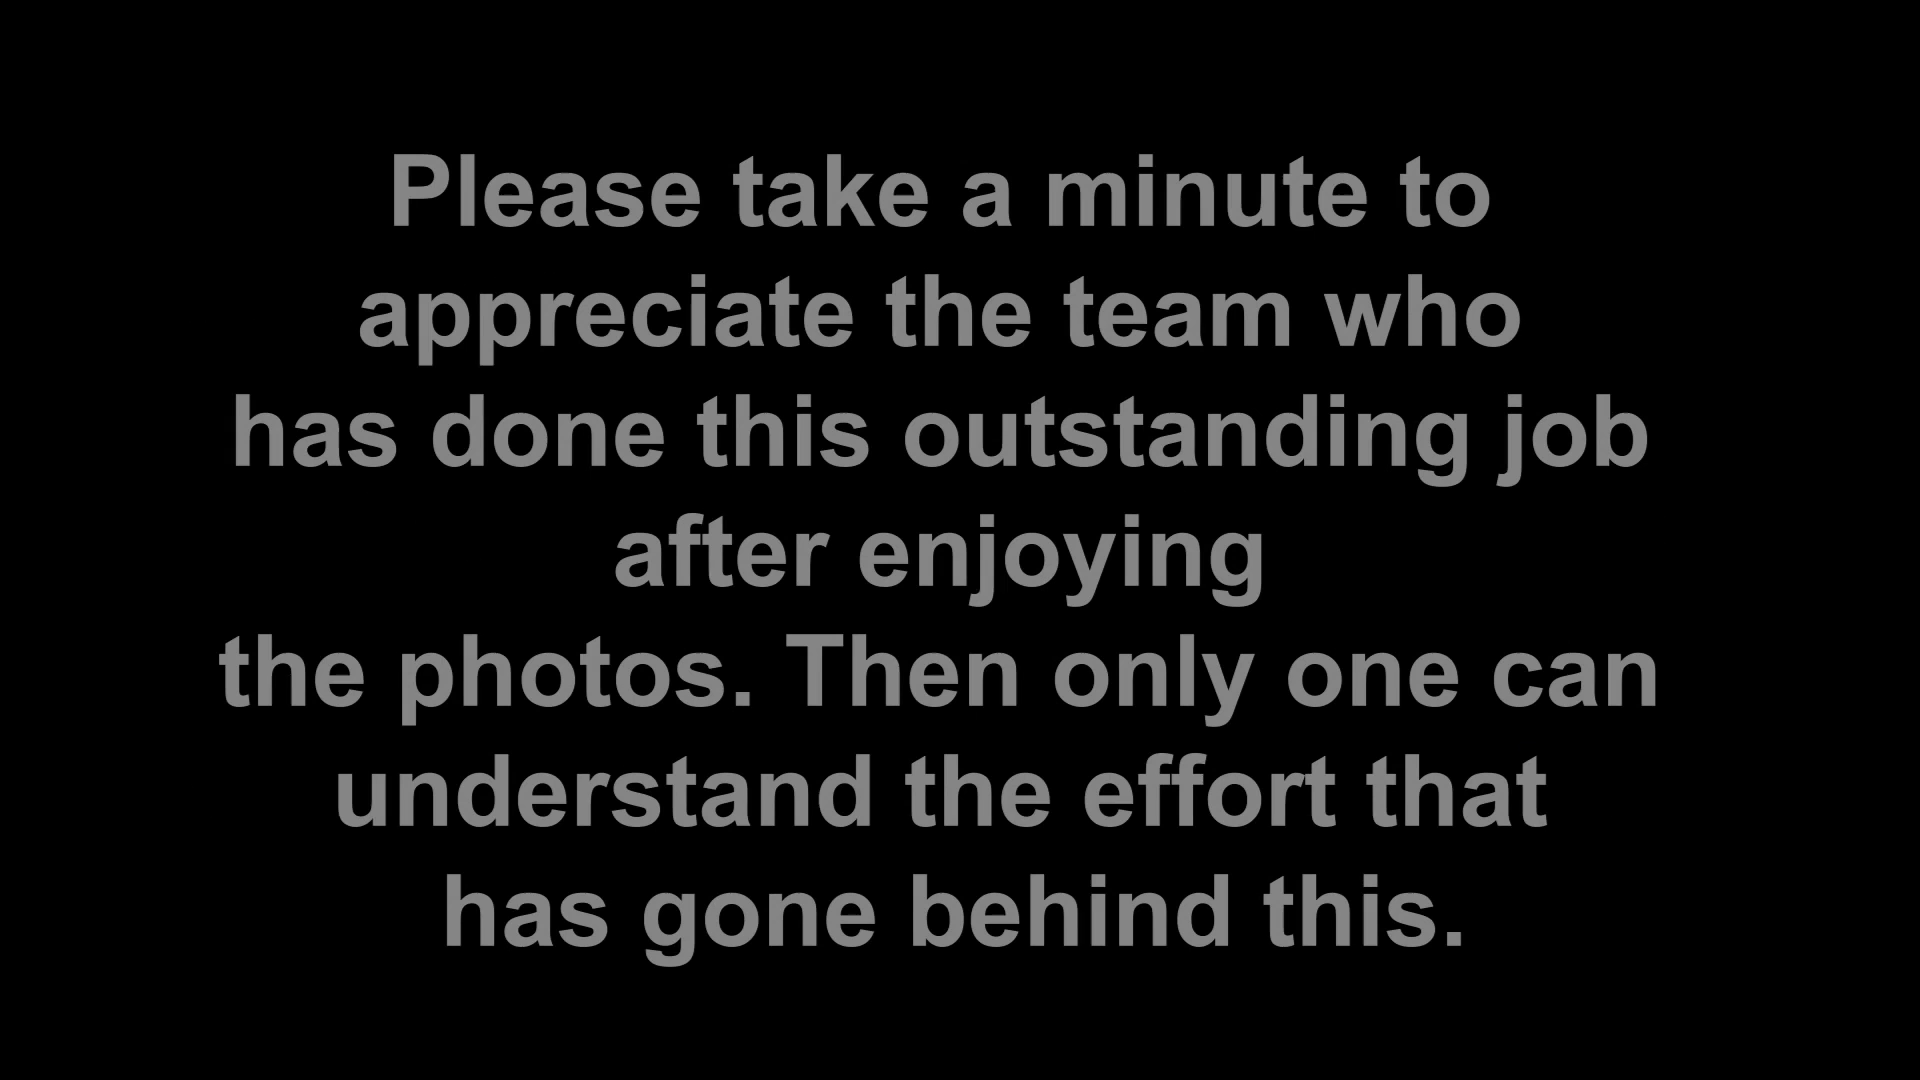 Please take a minute to
appreciate the team who
has done this outstanding job
after enjoying
the photos. Then only one can
understand the effort that
has gone behind this.